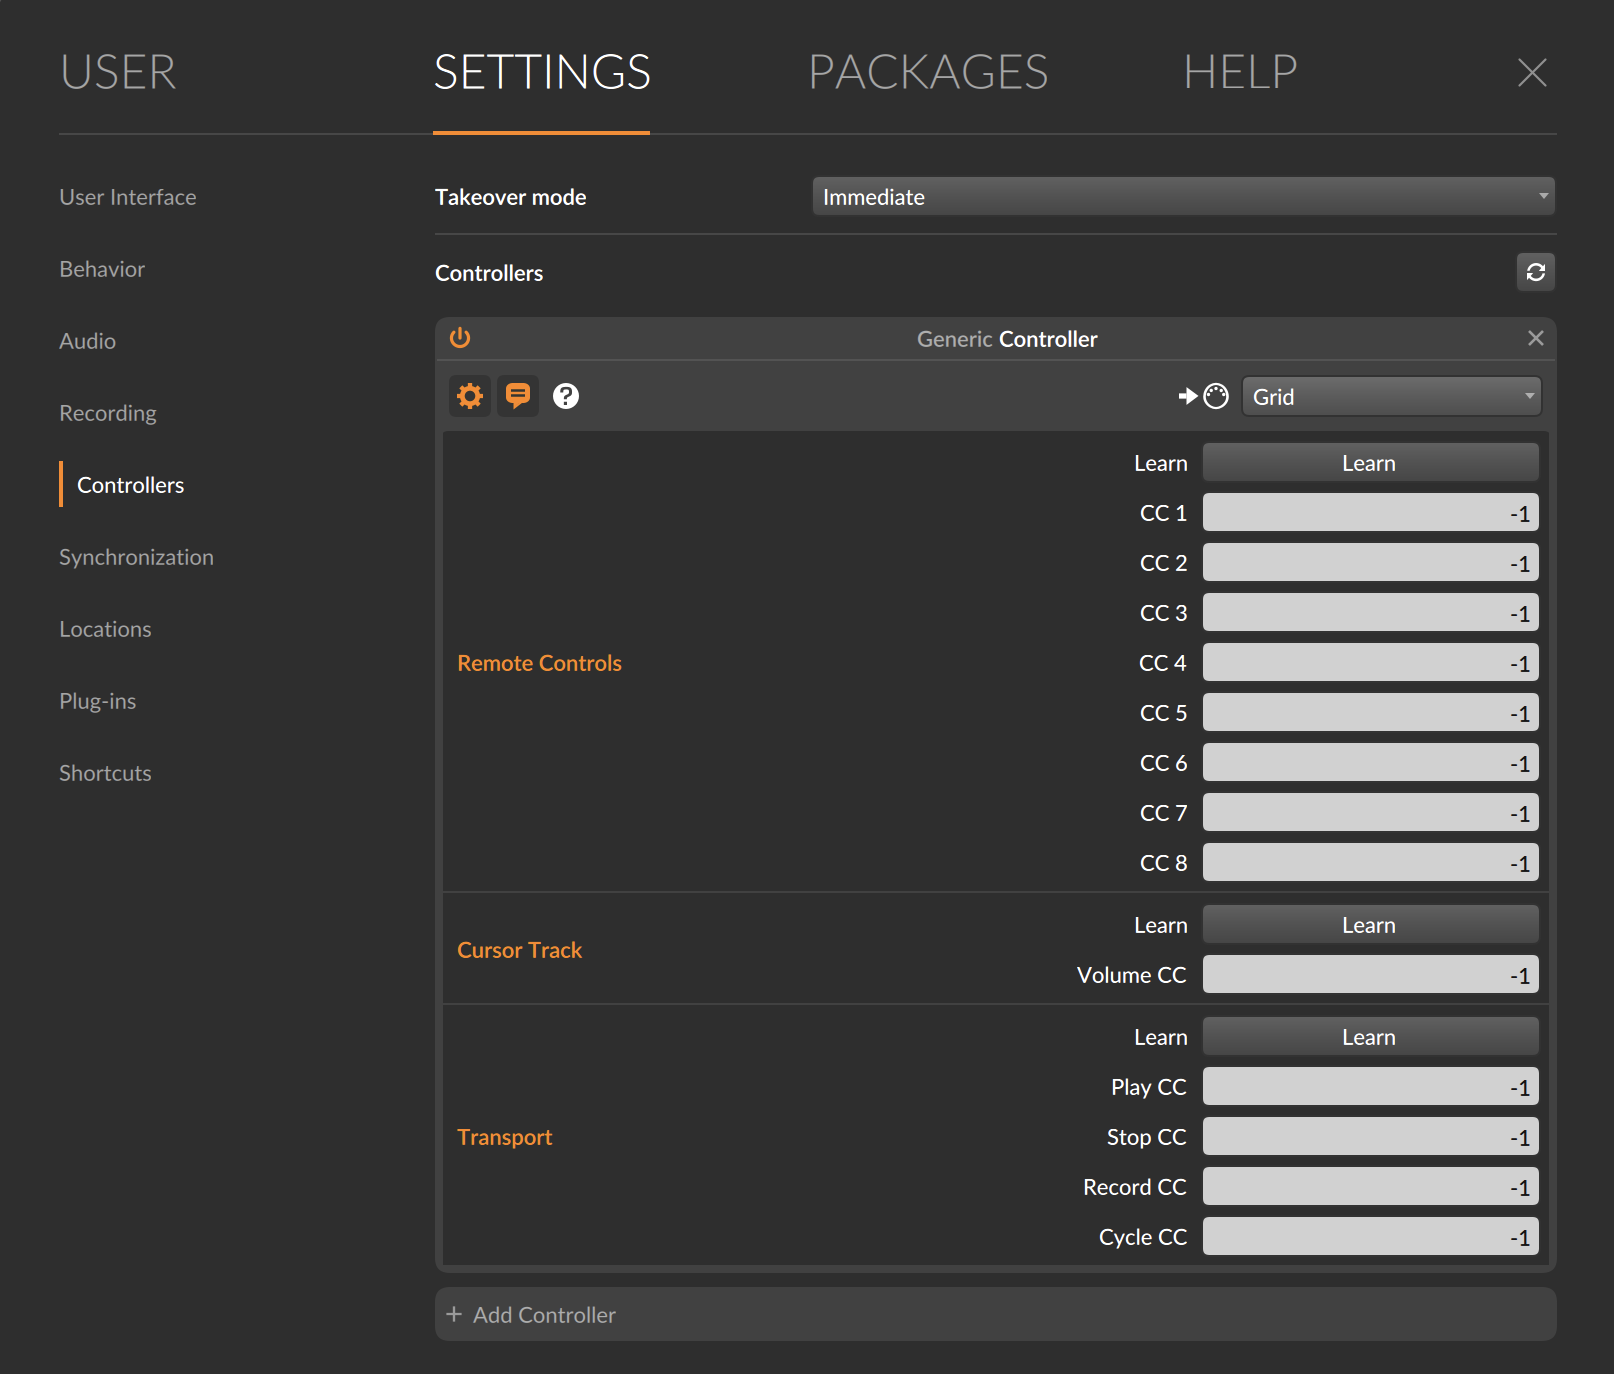 USER SETTINGS PACKAGES HELP
User Interface
Behavior
Audio
Recording
Controllers
Synchronization
Locations
Plug-ins
Shortcuts
Takeover mode Immediate
Controllers
Generic Controller
Grid
Remote Controls
Learn Learn
CC 1 -1
CC 2 -1
CC 3 -1
CC 4 -1
CC 5 -1
CC 6 -1
CC 7 -1
CC 8 -1
Cursor Track
Learn Learn
Volume CC -1
Transport
Learn Learn
Play CC -1
Stop CC -1
Record CC -1
Cycle CC -1
+ Add Controller